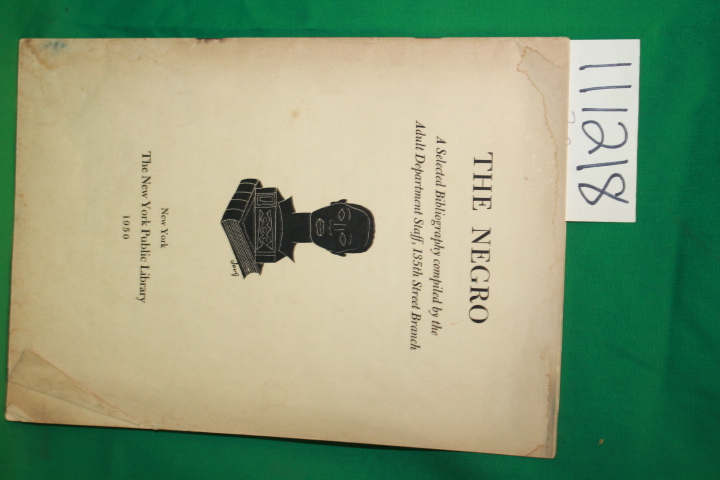 THE NEGRO
A Selected Bibliography compiled by the
Adult Department Staff, 135th Street Branch
New York
The New York Public Library
1950
111218